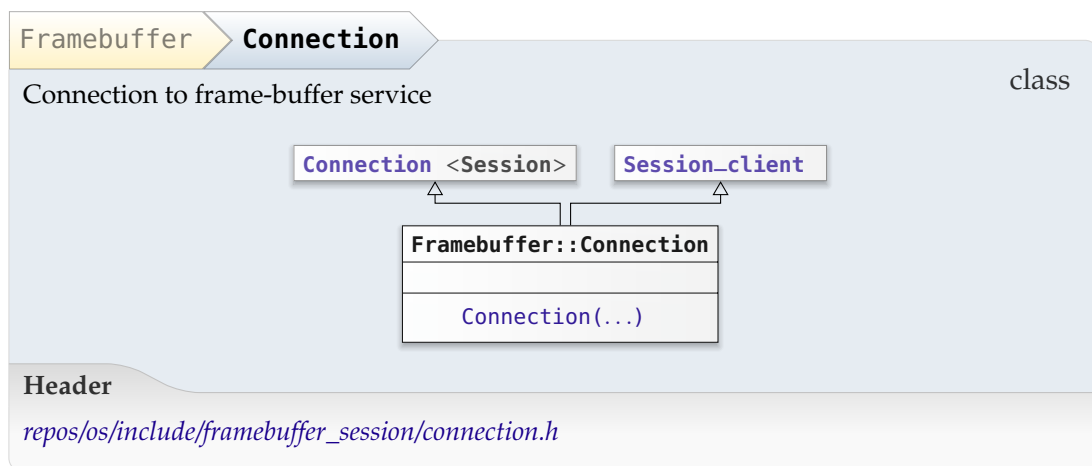 Framebuffer Connection
class
Connection to frame-buffer service
Connection <Session> Session_client
Framebuffer::Connection
Connection(...)
Header
repos/os/include/framebuffer_session/connection.h